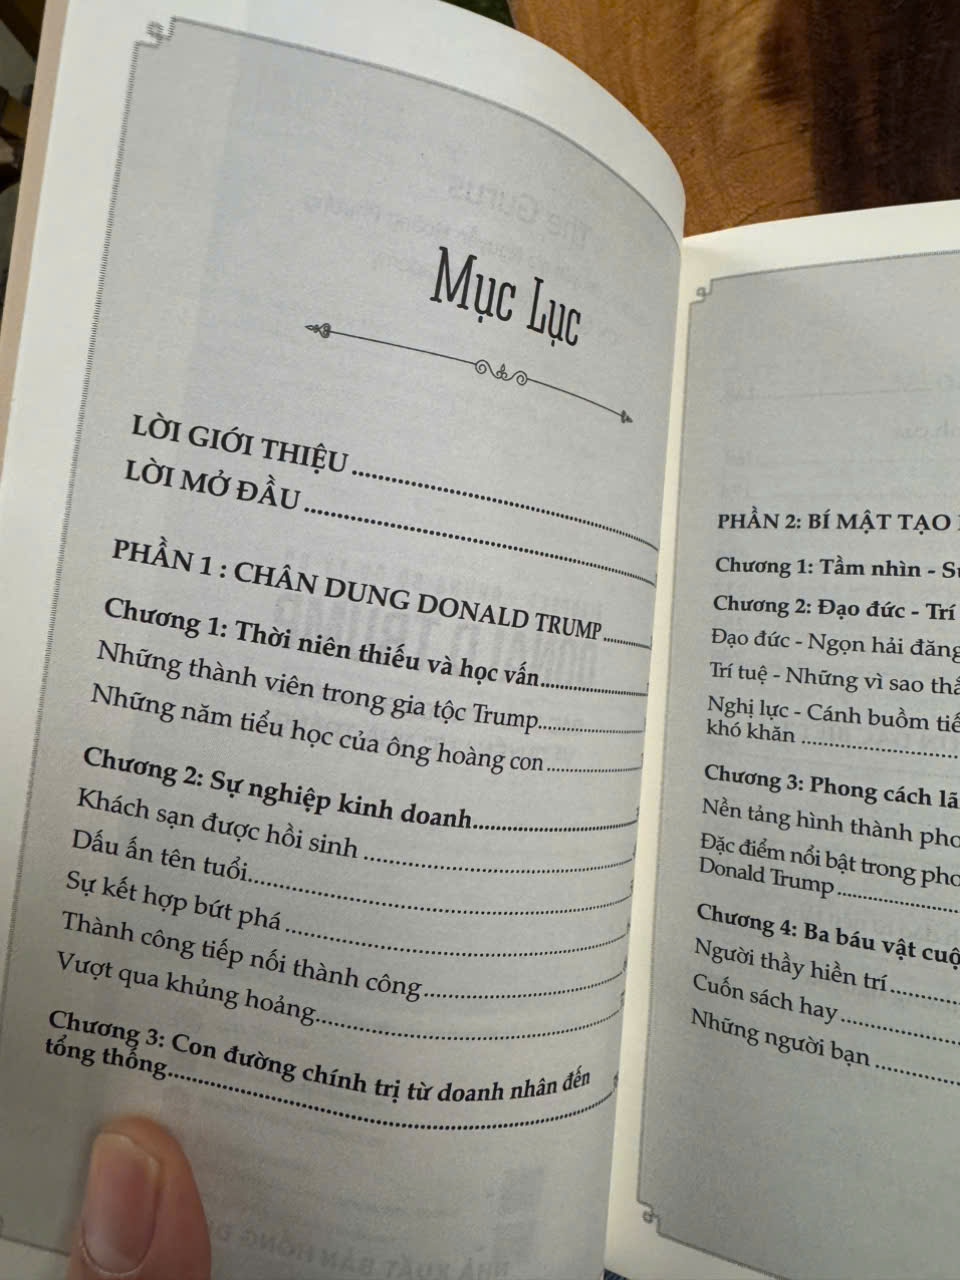 Mục Lục
LỜI GIỚI THIỆU
LỜI MỞ ĐẦU
PHẦN 1 : CHÂN DUNG DONALD TRUMP
Chương 1: Thời niên thiếu và học vấn
Những thành viên trong gia tộc Trump
Những năm tiểu học của ông hoàng con
Chương 2: Sự nghiệp kinh doanh
Khách sạn được hồi sinh
Dấu ấn tên tuổi
Sự kết hợp bứt phá
Thành công tiếp nối thành công
Vượt qua khủng hoảng
Chương 3: Con đường chính trị từ doanh nhân đến
tổng thống
PHẦN 2: BÍ MẬT TẠO
Chương 1: Tầm nhìn -
Chương 2: Đạo đức - Trí
Đạo đức - Ngọn hải đăng
Trí tuệ - Những vì sao
Nghị lực - Cánh buồm
khó khăn
Chương 3: Phong cách
Nền tảng hình thành
Đặc điểm nổi bật trong
Donald Trump
Chương 4: Ba báu vật
Người thầy hiền trí
Cuốn sách hay
Những người bạn